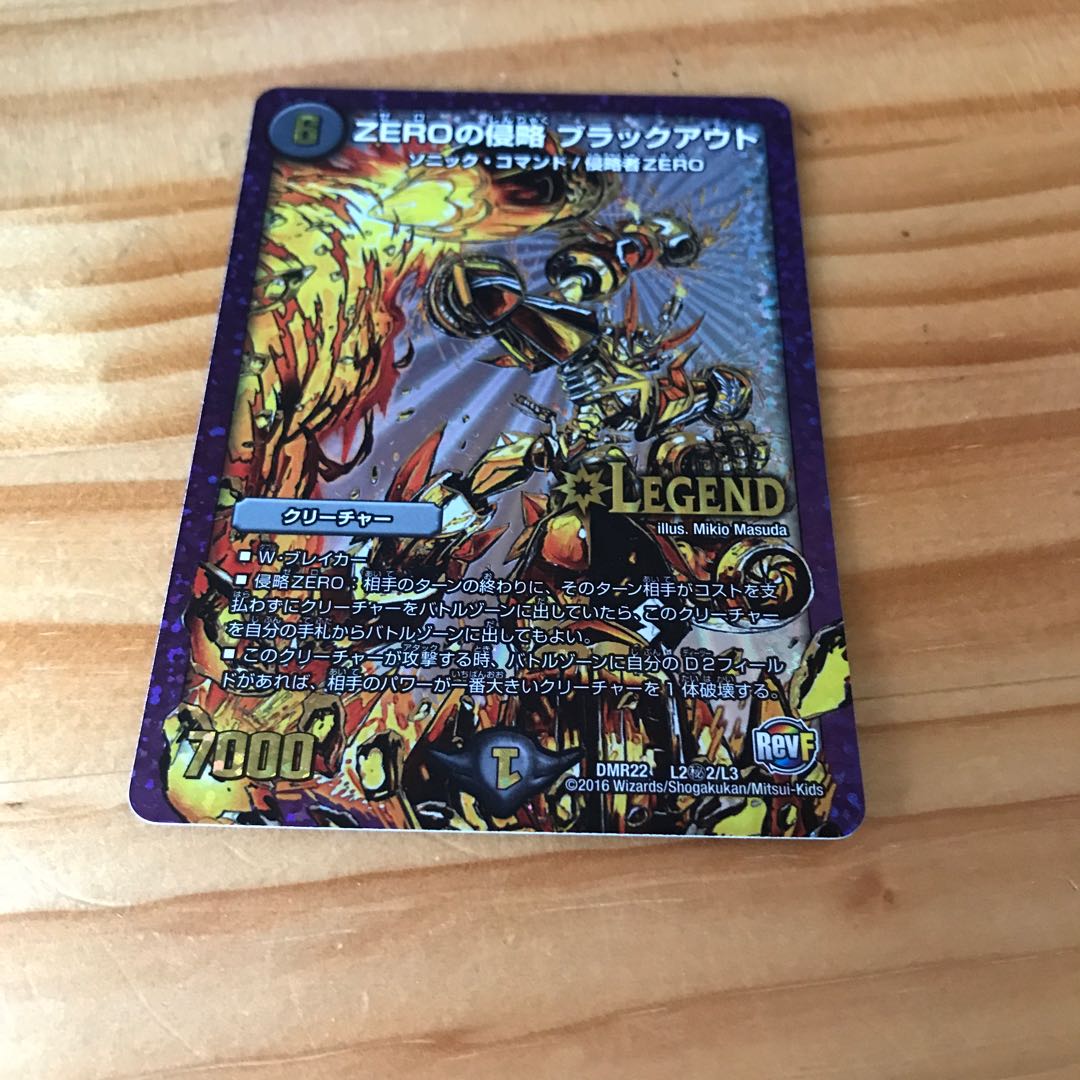 6
ZEROの侵略 ブラックアウト
ソニック・コマンド/侵略者ZERO
LEGEND
illus. Mikio Masuda
クリーチャー
■ W・ブレイカー
■ 侵略ZERO：相手のターンの終わりに、そのターン相手がコストを支
払わずにクリーチャーをバトルゾーンに出していたら、このクリーチャー
を自分の手札からバトルゾーンに出してもよい。
■ このクリーチャーが攻撃する時、バトルゾーンに自分のD2フィール
ドがあれば、相手のパワーが一番大きいクリーチャーを1体破壊する。
7000
1
RevF
DMR22 L2㊙2/L3
©2016 Wizards/Shogakukan/Mitsui-Kids